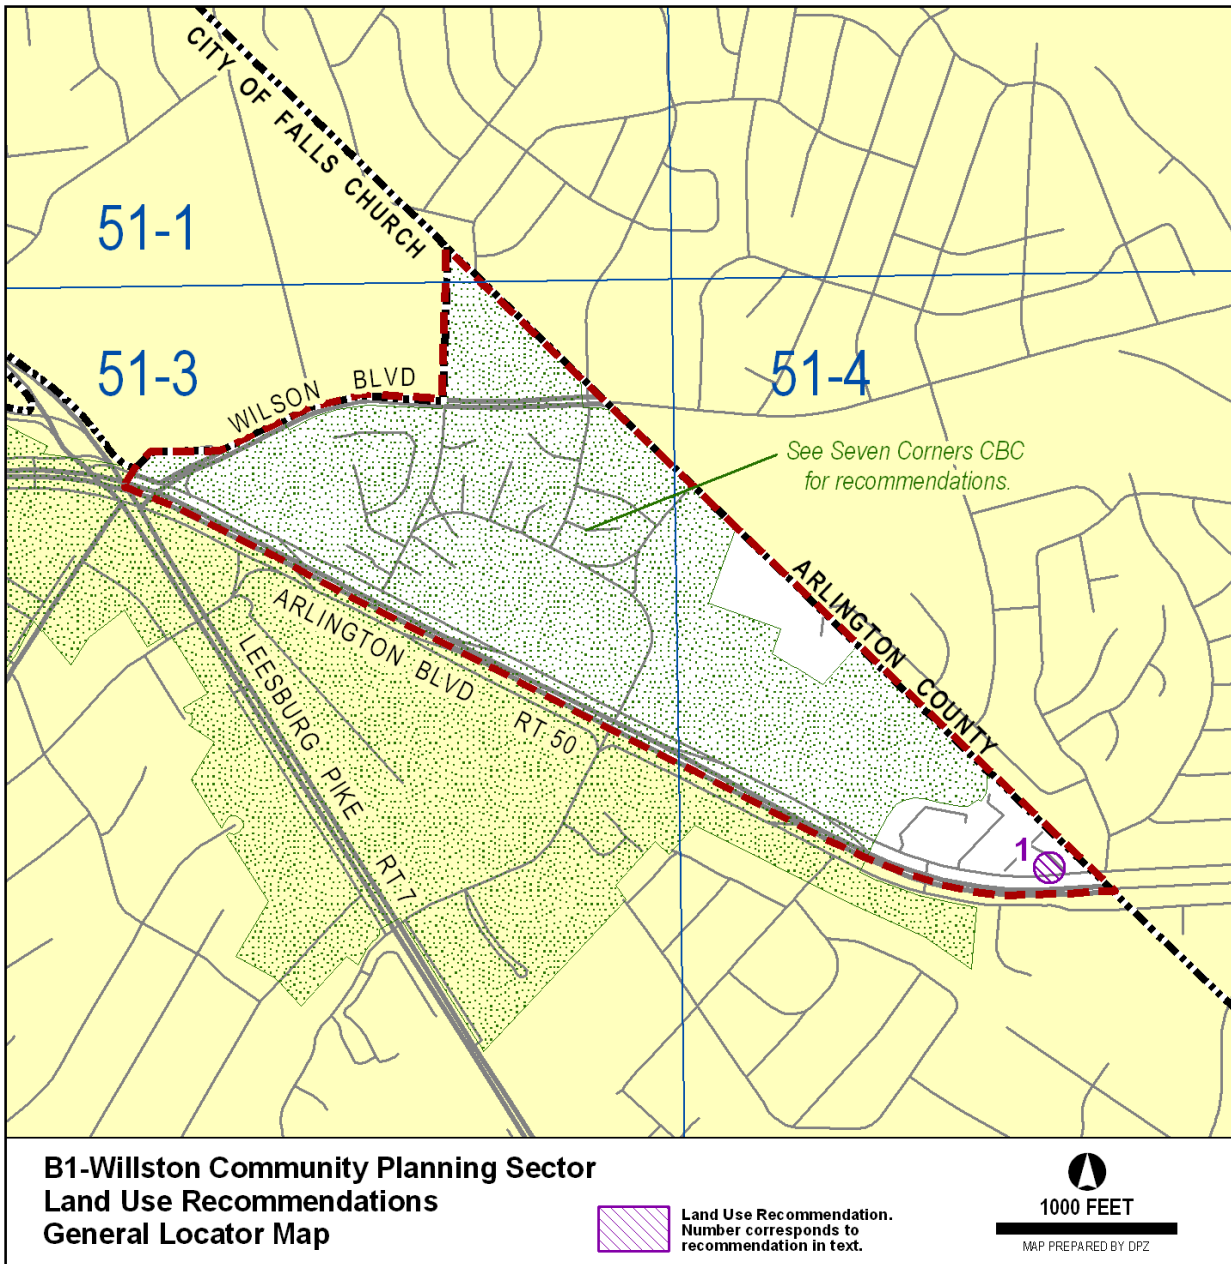 CITY OF FALLS CHURCH
51-1
51-3
51-4
WILSON BLVD
See Seven Corners CBC
for recommendations.
ARLINGTON COUNTY
ARLINGTON BLVD RT 50
LEESBURG PIKE RT 7
1
B1-Willston Community Planning Sector
Land Use Recommendations
General Locator Map
Land Use Recommendation.
Number corresponds to
recommendation in text.
1000 FEET
MAP PREPARED BY DPZ